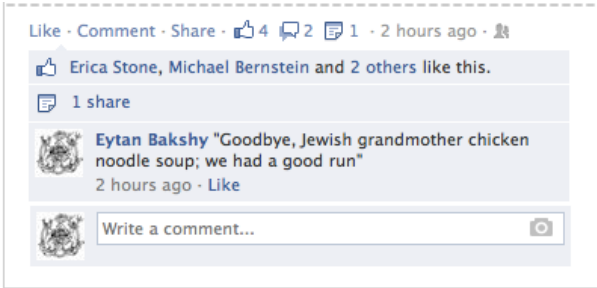 Like · Comment · Share · 4 2 1 · 2 hours ago ·
Erica Stone, Michael Bernstein and 2 others like this.
1 share
Eytan Bakshy "Goodbye, Jewish grandmother chicken
noodle soup; we had a good run"
2 hours ago · Like
Write a comment...